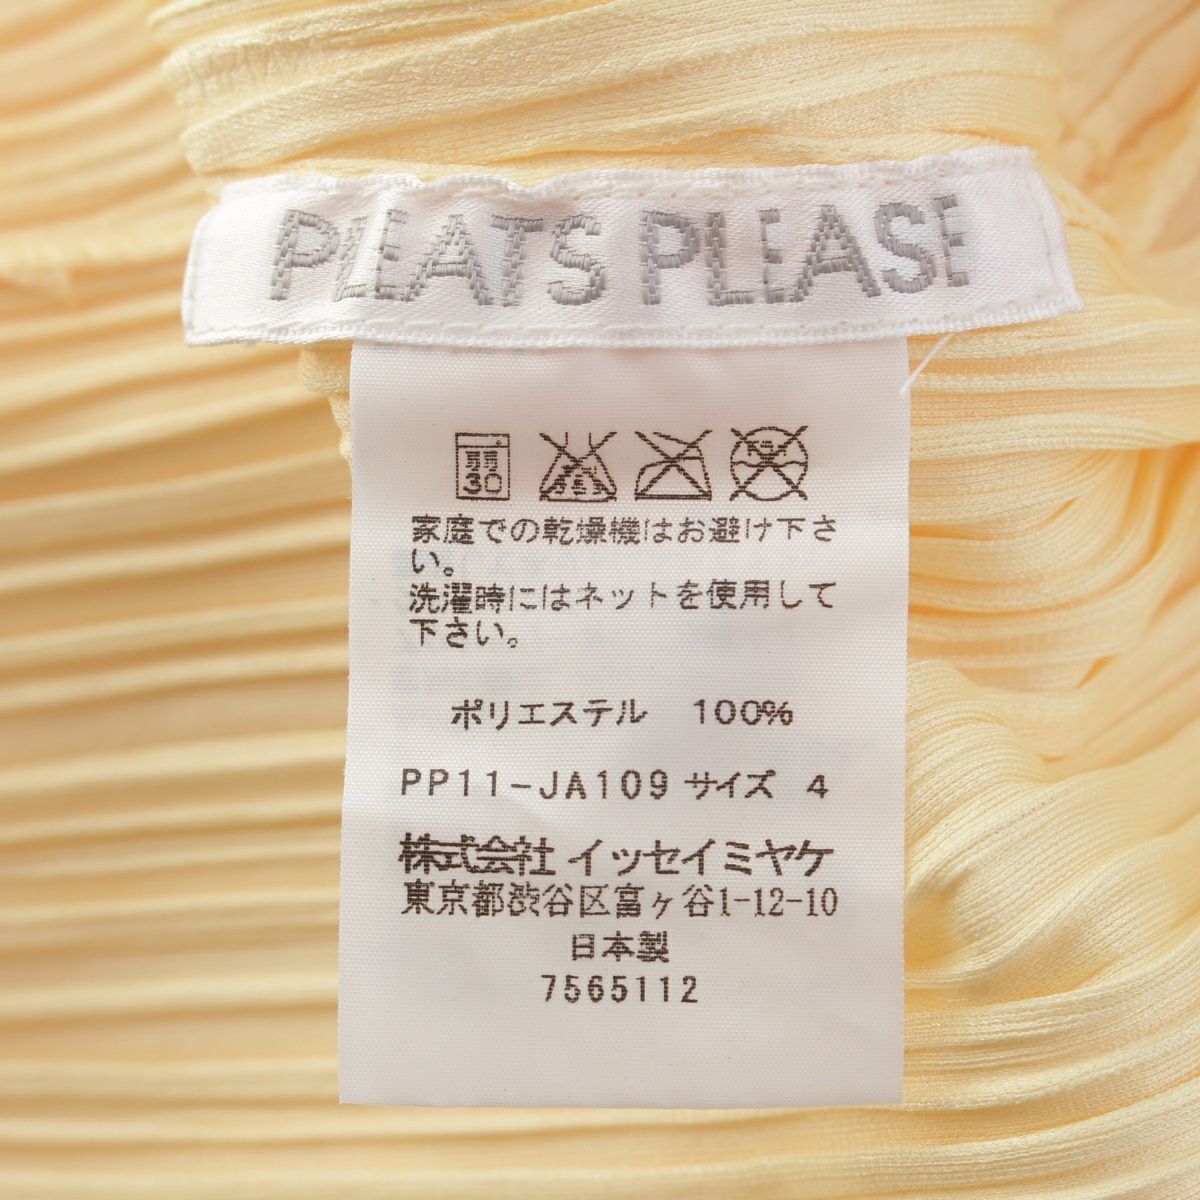 PLEATS PLEASE
弱
30
家庭での乾燥機はお避け下さ
い。
洗濯時にはネットを使用して
下さい。
ポリエステル 100%
PP11-JA109 サイズ 4
株式会社 イッセイミヤケ
東京都渋谷区富ヶ谷1-12-10
日本製
7565112